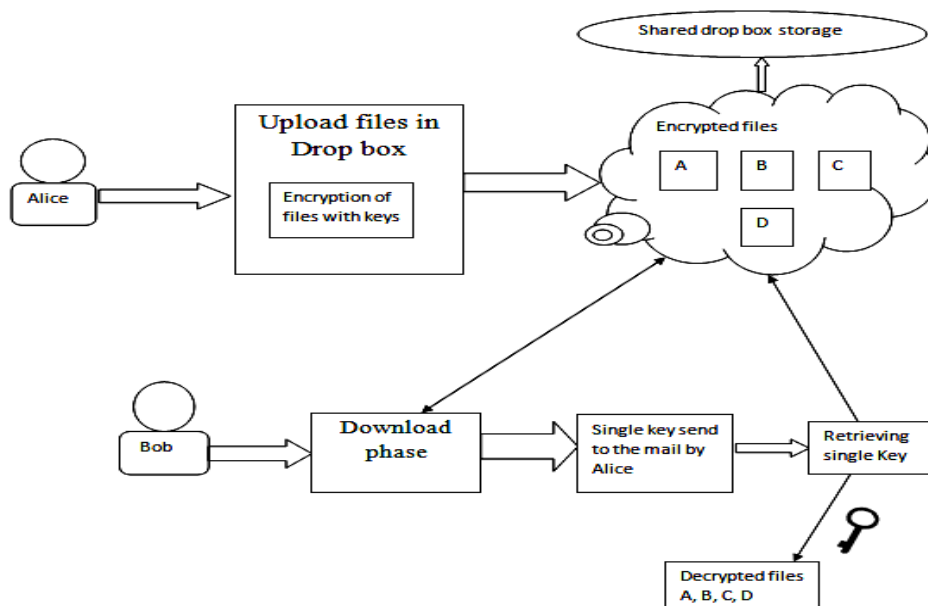 Shared drop box storage
Upload files in
Drop box
Encryption of
files with keys
Alice
Encrypted files
A
B
C
D
Bob
Download
phase
Single key send
to the mail by
Alice
Retrieving
single Key
Decrypted files
A, B, C, D